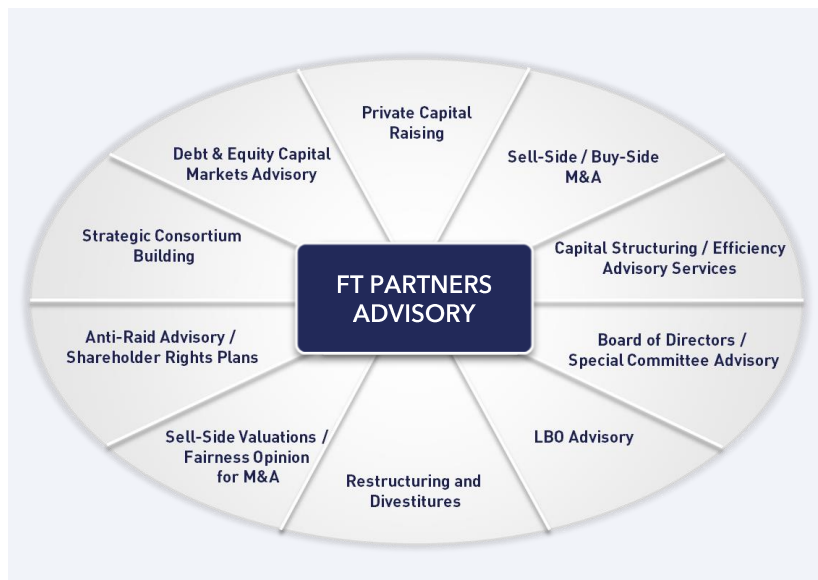 Private Capital
Raising
Sell-Side / Buy-Side
M&A
Capital Structuring / Efficiency
Advisory Services
Board of Directors /
Special Committee Advisory
LBO Advisory
Restructuring and
Divestitures
Sell-Side Valuations /
Fairness Opinion
for M&A
Anti-Raid Advisory /
Shareholder Rights Plans
Strategic Consortium
Building
Debt & Equity Capital
Markets Advisory
FT PARTNERS
ADVISORY